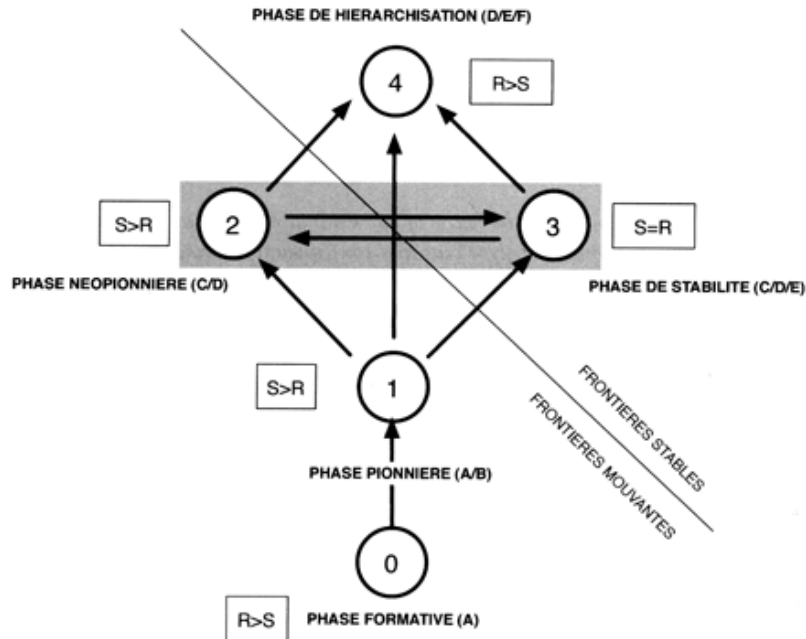 PHASE DE HIERARCHISATION (D/E/F)
4
R>S
S>R
2
3
S=R
PHASE NEOPIONNIERE (C/D)
PHASE DE STABILITE (C/D/E)
S>R
1
FRONTIERES STABLES
FRONTIERES MOUVANTES
PHASE PIONNIERE (A/B)
0
R>S
PHASE FORMATIVE (A)